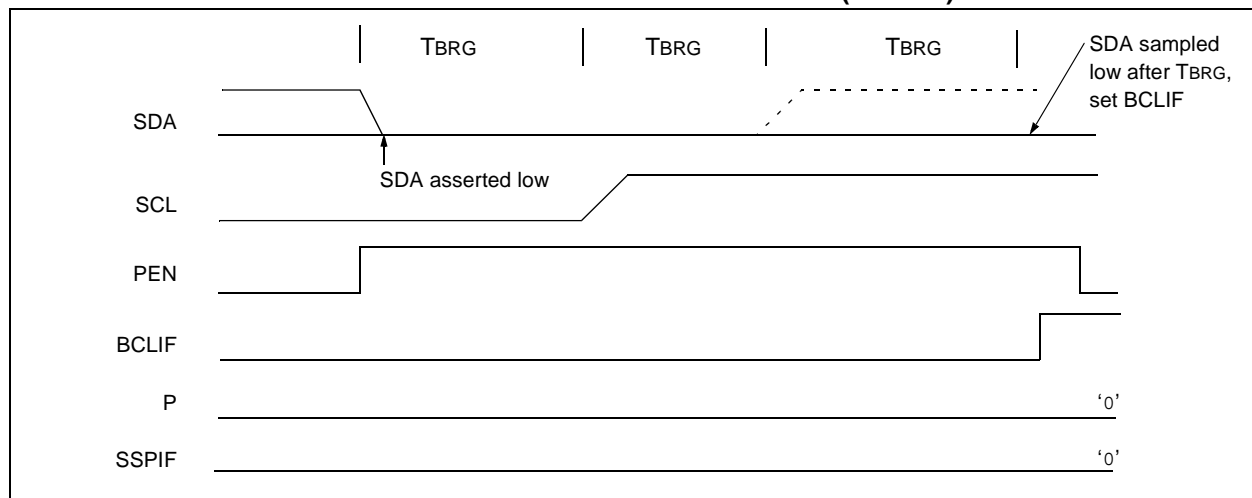 TBRG TBRG TBRG
SDA sampled
low after TBRG,
set BCLIF
SDA
SDA asserted low
SCL
PEN
BCLIF
P ‘0’
SSPIF ‘0’